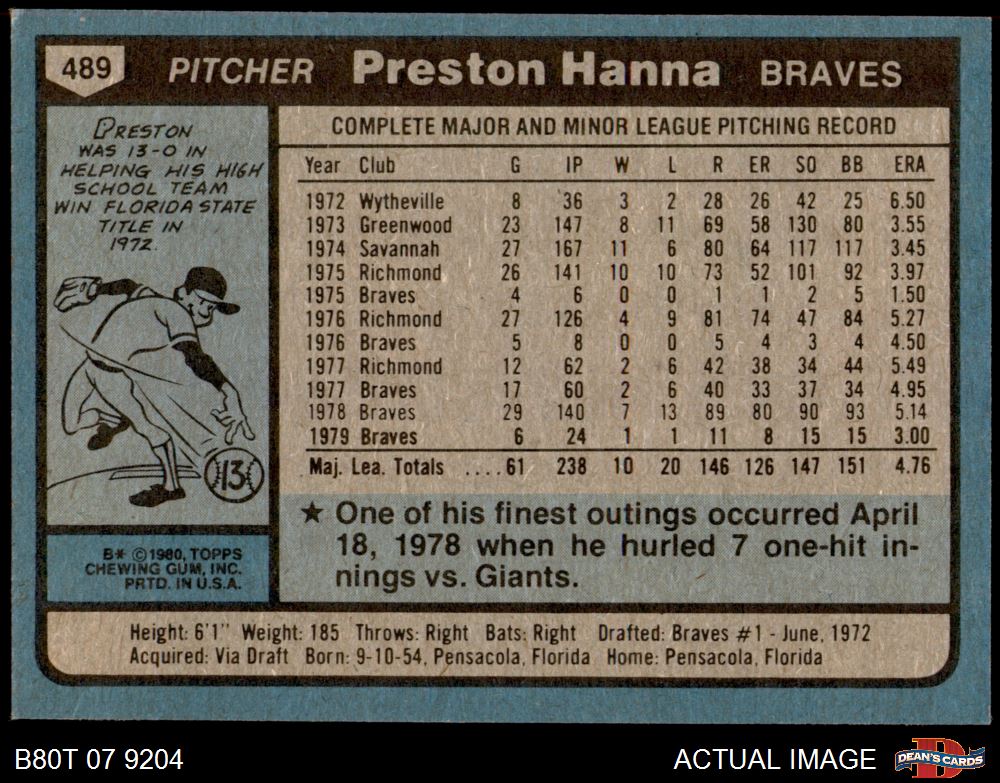 489 PITCHER Preston Hanna BRAVES
PRESTON
WAS 13-0 IN
HELPING HIS HIGH
SCHOOL TEAM
WIN FLORIDA STATE
TITLE IN
1972.
13
B* ©1980, TOPPS
CHEWING GUM, INC.
PRTD. IN U.S.A.
COMPLETE MAJOR AND MINOR LEAGUE PITCHING RECORD
Year Club G IP W L R ER SO BB ERA
1972 Wytheville 8 36 3 2 28 26 42 25 6.50
1973 Greenwood 23 147 8 11 69 58 130 80 3.55
1974 Savannah 27 167 11 6 80 64 117 117 3.45
1975 Richmond 26 141 10 10 73 52 101 92 3.97
1975 Braves 4 6 0 0 1 1 2 5 1.50
1976 Richmond 27 126 4 9 81 74 47 84 5.27
1976 Braves 5 8 0 0 5 4 3 4 4.50
1977 Richmond 12 62 2 6 42 38 34 44 5.49
1977 Braves 17 60 2 6 40 33 37 34 4.95
1978 Braves 29 140 7 13 89 80 90 93 5.14
1979 Braves 6 24 1 1 11 8 15 15 3.00
Maj. Lea. Totals ....61 238 10 20 146 126 147 151 4.76
★ One of his finest outings occurred April
18, 1978 when he hurled 7 one-hit in-
nings vs. Giants.
Height: 6'1" Weight: 185 Throws: Right Bats: Right Drafted: Braves #1 - June, 1972
Acquired: Via Draft Born: 9-10-54, Pensacola, Florida Home: Pensacola, Florida
B80T 07 9204
ACTUAL IMAGE
D
DEAN'S CARDS